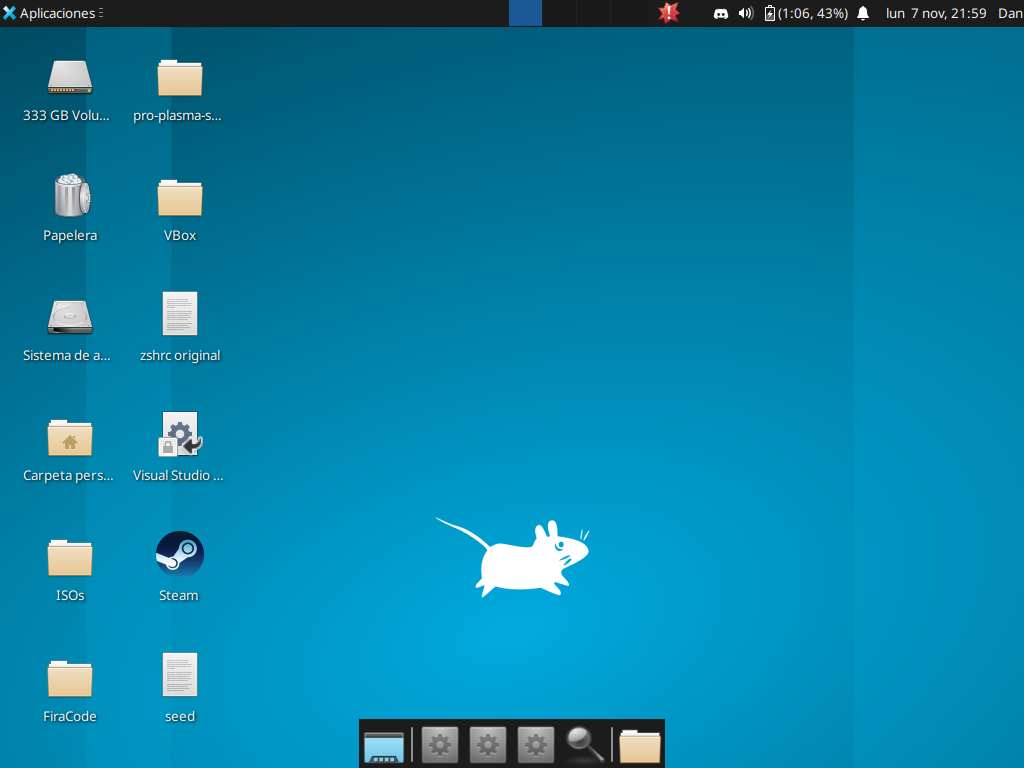 Aplicaciones
(1:06, 43%)
lun 7 nov, 21:59
Dan
333 GB Volu...
pro-plasma-s...
Papelera
VBox
Sistema de a...
zshrc original
Carpeta pers...
Visual Studio ...
ISOs
Steam
FiraCode
seed